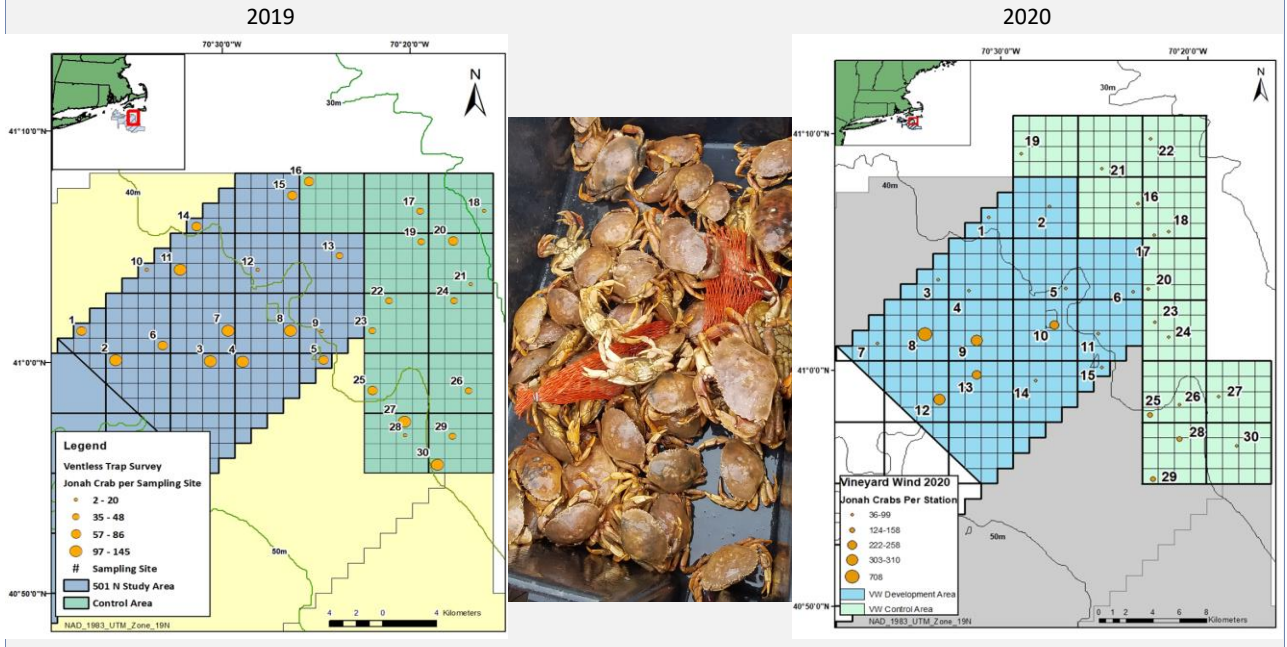 2019
2020
70°30'0"W
70°20'0"W
N
30m
41°10'0"N
40m
16
15
17
18
14
19
20
13
10
11
12
21
22
24
1
7
8
9
23
6
2
3
4
5
41°0'0"N
25
26
27
28
29
30
Legend
Ventless Trap Survey
Jonah Crab per Sampling Site
2 - 20
35 - 48
57 - 86
97 - 145
# Sampling Site
501 N Study Area
Control Area
50m
40°50'0"N
4 2 0 4 Kilometers
NAD_1983_UTM_Zone_19N
70°30'0"W
70°20'0"W
N
30m
41°10'0"N
19
22
21
40m
16
2
1
18
17
3
4
5
6
20
23
8
10
24
7
9
11
41°0'0"N
13
15
14
12
25
26
27
28
30
29
Vineyard Wind 2020
Jonah Crabs Per Station
36-99
124-158
222-258
303-310
708
VW Development Area
VW Control Area
50m
40°50'0"N
0 1 2 4 6 8
Kilometers
NAD_1983_UTM_Zone_19N